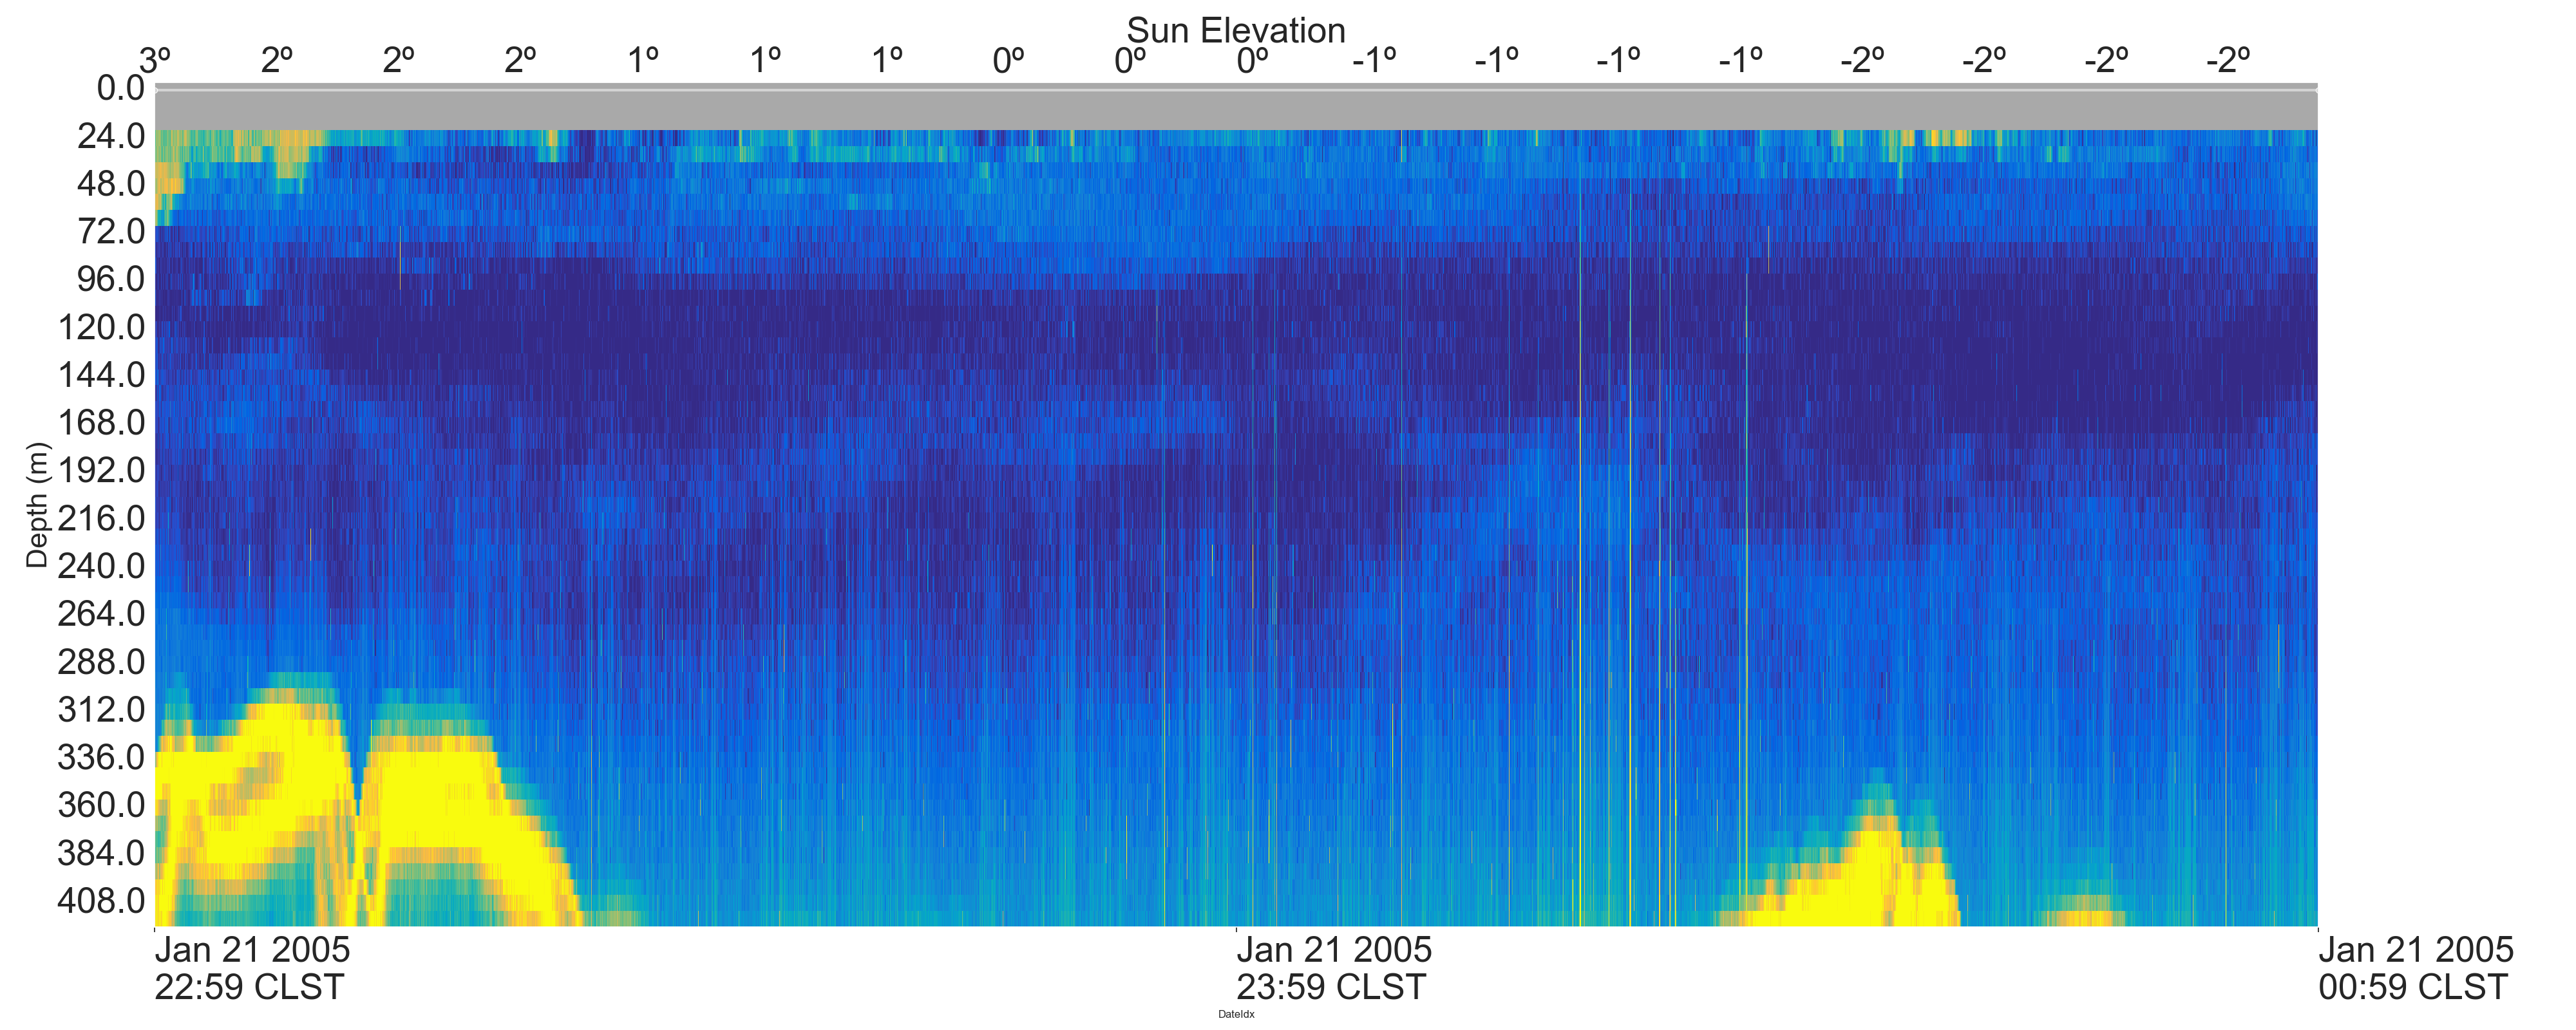 Sun Elevation
3º 2º 2º 2º 1º 1º 1º 0º 0º 0º -1º -1º -1º -1º -2º -2º -2º -2º
0.0
24.0
48.0
72.0
96.0
120.0
144.0
168.0
192.0
216.0
240.0
264.0
288.0
312.0
336.0
360.0
384.0
408.0
Depth (m)
Jan 21 2005
22:59 CLST
Jan 21 2005
23:59 CLST
Jan 21 2005
00:59 CLST
DateIdx